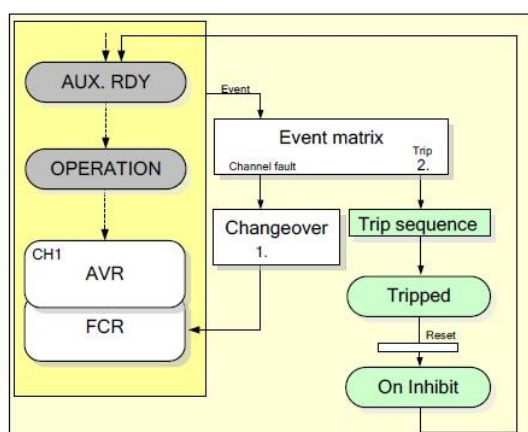 AUX. RDY
OPERATION
CH1
AVR
FCR
Event
Event matrix
Channel fault
Trip
2.
Changeover
1.
Trip sequence
Tripped
Reset
On Inhibit